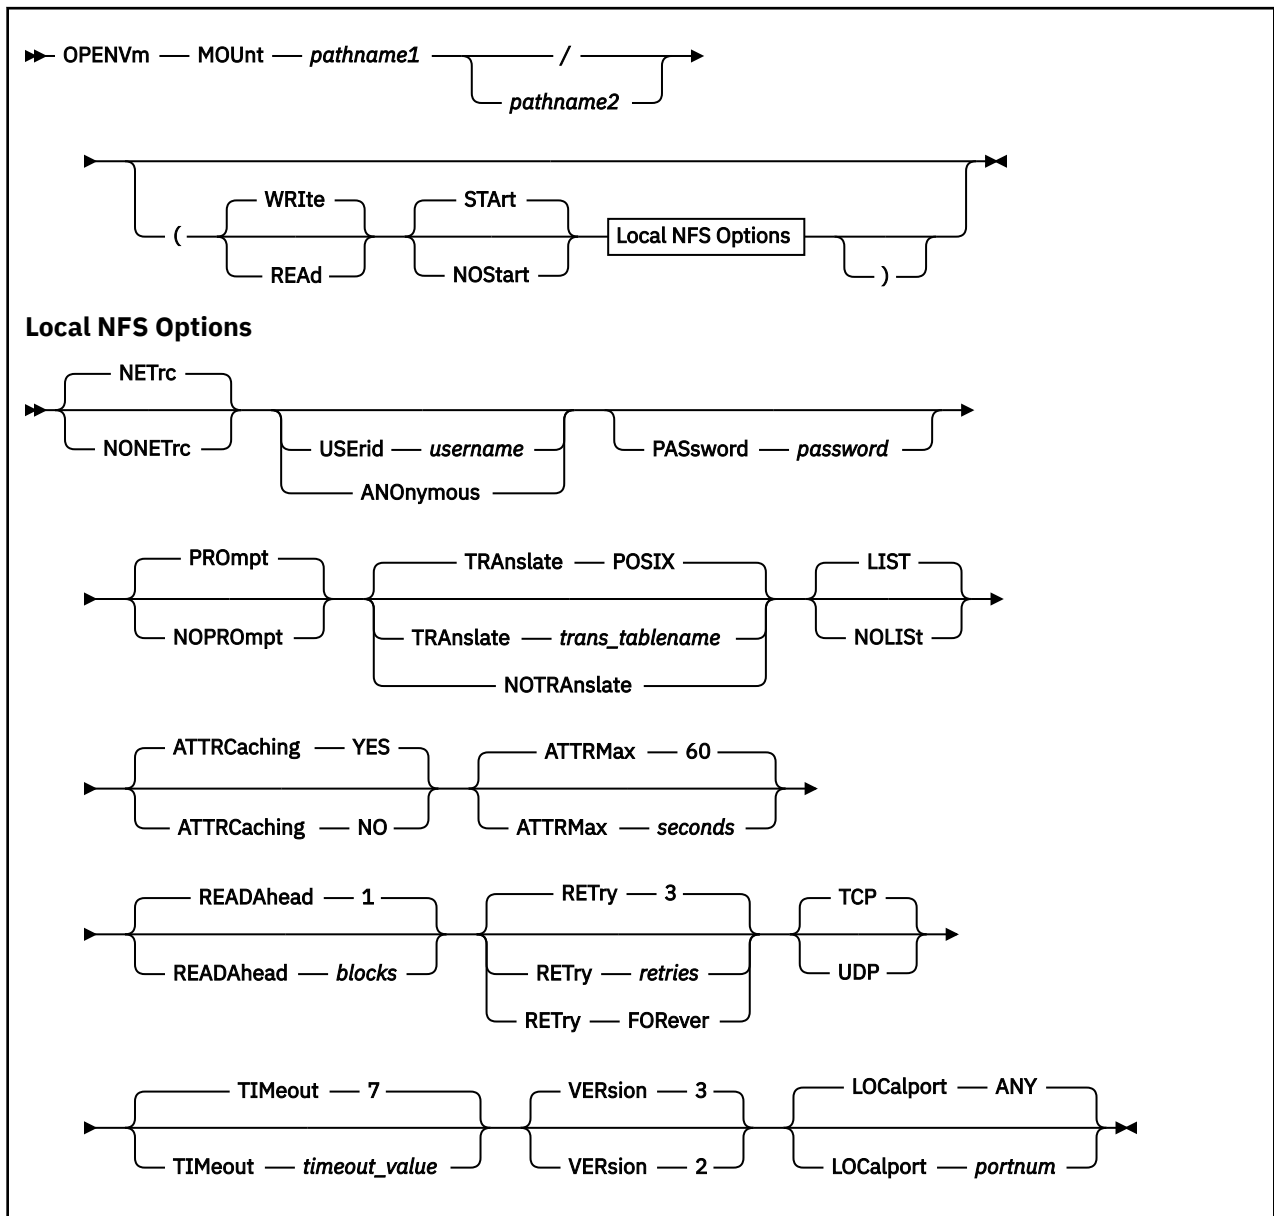 OPENVm MOUnt pathname1 /
pathname2
WRIte STArt
( Local NFS Options
REAd NOStart )
Local NFS Options
NETrc
NONETrc USErid username PASsword password
ANOnymous
PROmpt TRAnslate POSIX LIST
NOPROmpt TRAnslate trans_tablename NOLISt
NOTRAnslate
ATTRCaching YES ATTRMax 60
ATTRCaching NO ATTRMax seconds
READAhead 1 RETry 3 TCP
READAhead blocks RETry retries UDP
RETry FORever
TIMeout 7 VERsion 3 LOCalport ANY
TIMeout timeout_value VERsion 2 LOCalport portnum